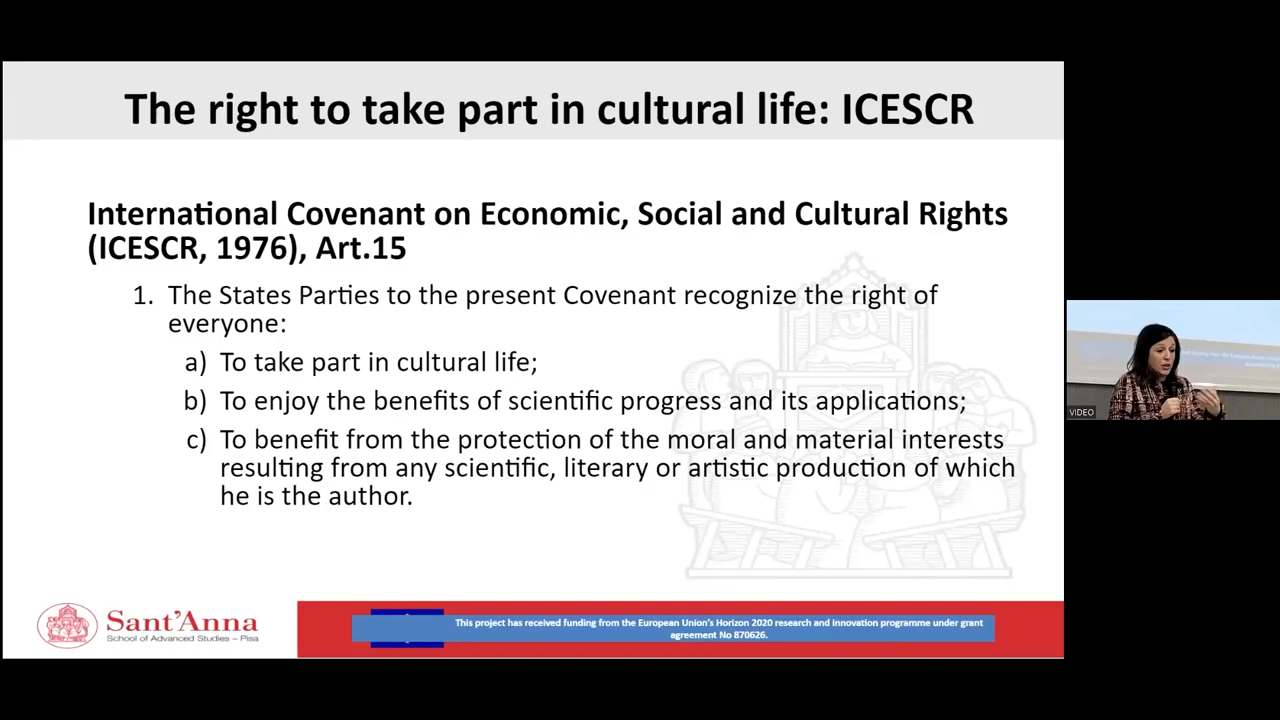 The right to take part in cultural life: ICESCR
International Covenant on Economic, Social and Cultural Rights
(ICESCR, 1976), Art.15
1. The States Parties to the present Covenant recognize the right of
everyone:
a) To take part in cultural life;
b) To enjoy the benefits of scientific progress and its applications;
c) To benefit from the protection of the moral and material interests
resulting from any scientific, literary or artistic production of which
he is the author.
VIDEO
Sant'Anna
School of Advanced Studies – Pisa
This project has received funding from the European Union's Horizon 2020 research and innovation programme under grant
agreement No 870626.